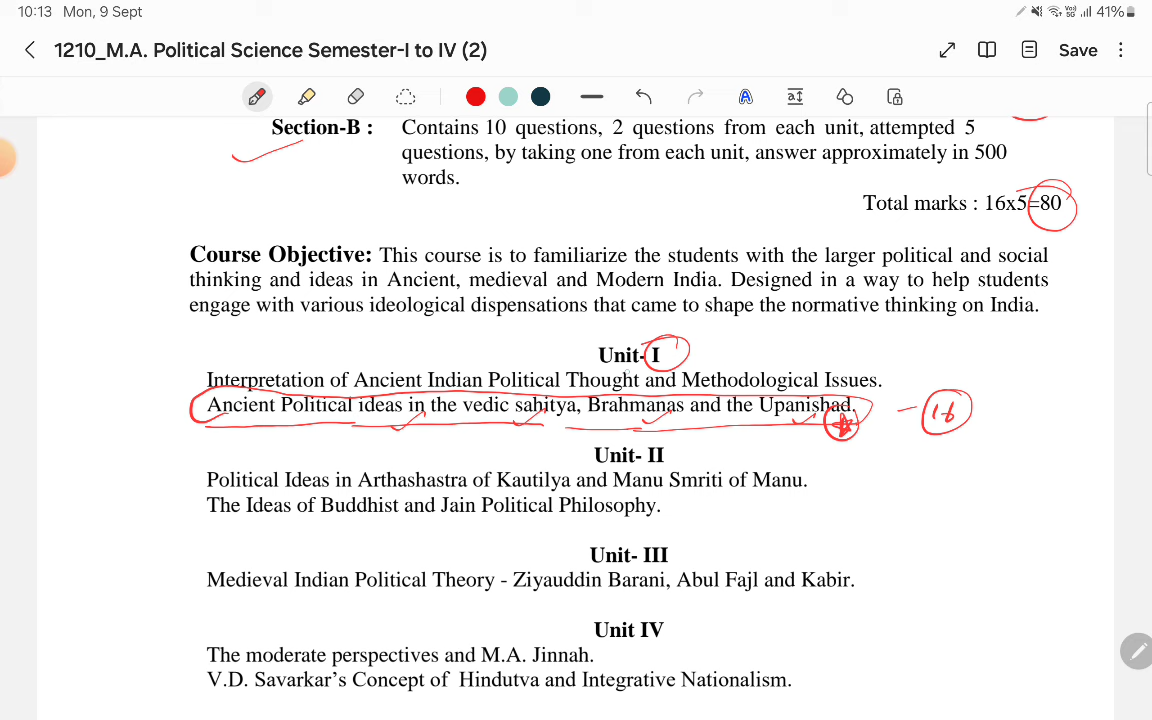 10:13 Mon, 9 Sept 41%
1210_M.A. Political Science Semester-I to IV (2) Save
Section-B : Contains 10 questions, 2 questions from each unit, attempted 5
questions, by taking one from each unit, answer approximately in 500
words.
Total marks : 16x5=80
Course Objective: This course is to familiarize the students with the larger political and social
thinking and ideas in Ancient, medieval and Modern India. Designed in a way to help students
engage with various ideological dispensations that came to shape the normative thinking on India.
Unit- I
Interpretation of Ancient Indian Political Thought and Methodological Issues.
Ancient Political ideas in the vedic sahitya, Brahmanas and the Upanishad. – 16
Unit- II
Political Ideas in Arthashastra of Kautilya and Manu Smriti of Manu.
The Ideas of Buddhist and Jain Political Philosophy.
Unit- III
Medieval Indian Political Theory - Ziyauddin Barani, Abul Fajl and Kabir.
Unit IV
The moderate perspectives and M.A. Jinnah.
V.D. Savarkar's Concept of Hindutva and Integrative Nationalism.